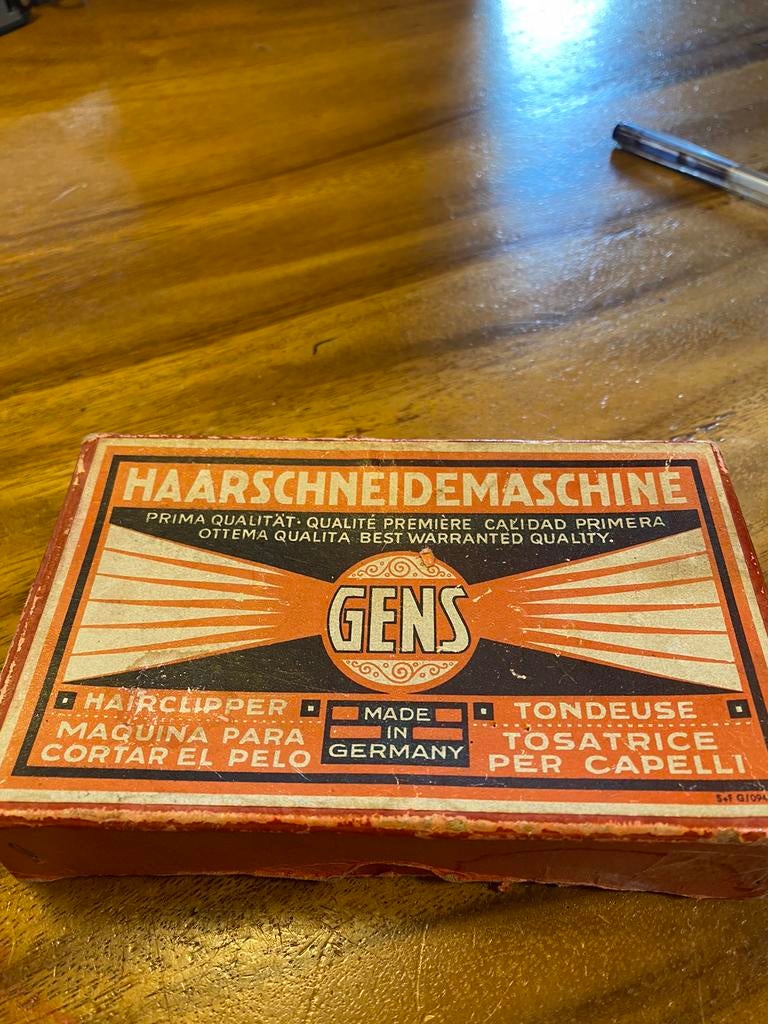 HAARSCHNEIDEMASCHINE
PRIMA QUALITÄT · QUALITÉ PREMIÈRE CALIDAD PRIMERA
OTTEMA QUALITA BEST WARRANTED QUALITY.
GENS
HAIRCLIPPER
MAQUINA PARA
CORTAR EL PELO
MADE
IN
GERMANY
TONDEUSE
TOSATRICE
PER CAPELLI